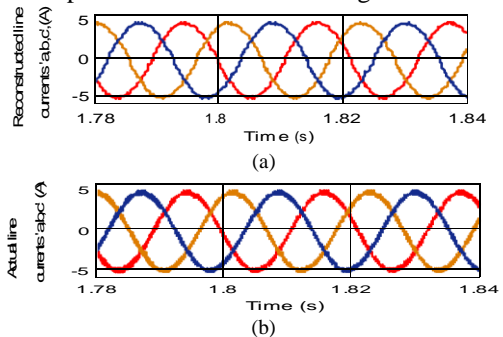 Reconstructed line
currents 'a,b,c,(A)
5
0
-5
1.78
1.8
1.82
1.84
Time (s)
(a)
Actual line
currents 'a,b,c' (A)
5
0
-5
1.78
1.8
1.82
1.84
Time (s)
(b)